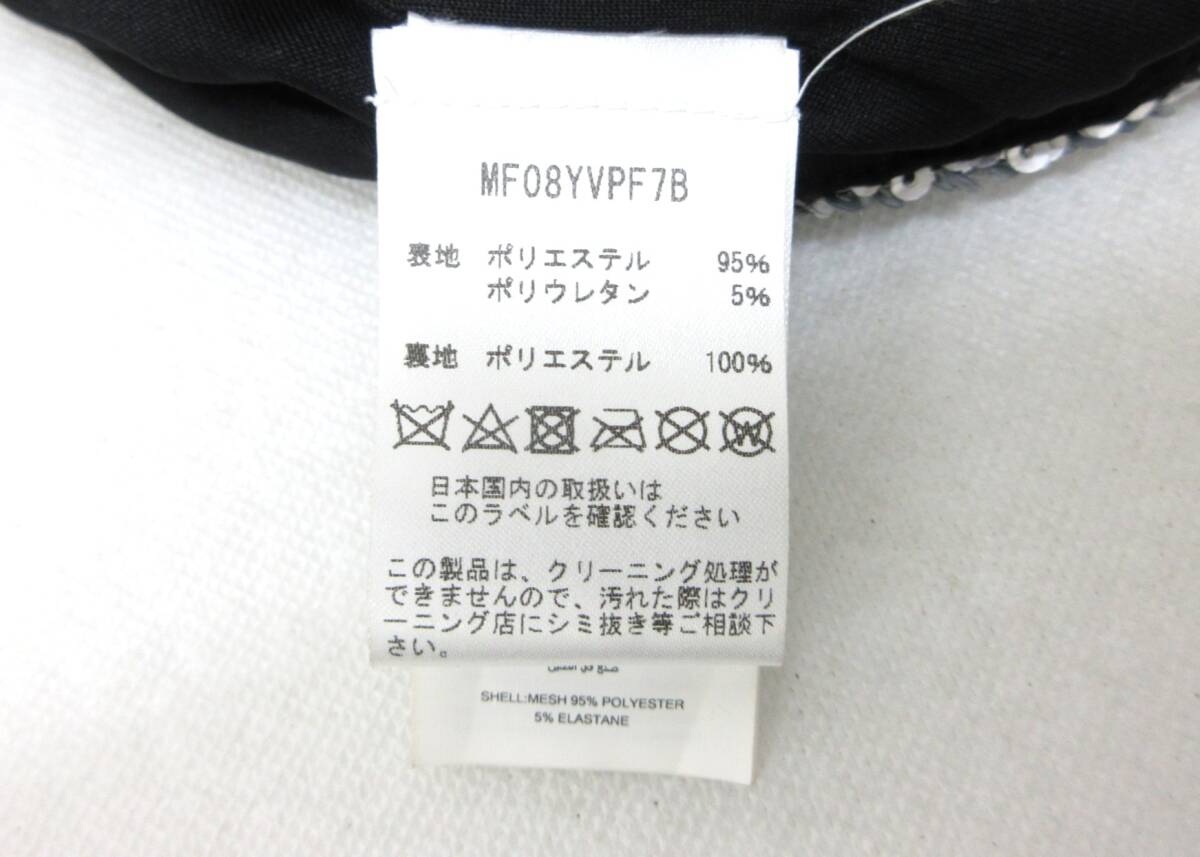 MF08YVPF7B
表地 ポリエステル 95%
ポリウレタン 5%
裏地 ポリエステル 100%
W
日本国内の取扱いは
このラベルを確認ください
この製品は、クリーニング処理が
できませんので、汚れた際はクリ
ーニング店にシミ抜き等ご相談下
さい。
صنع في الصين
SHELL:MESH 95% POLYESTER
5% ELASTANE